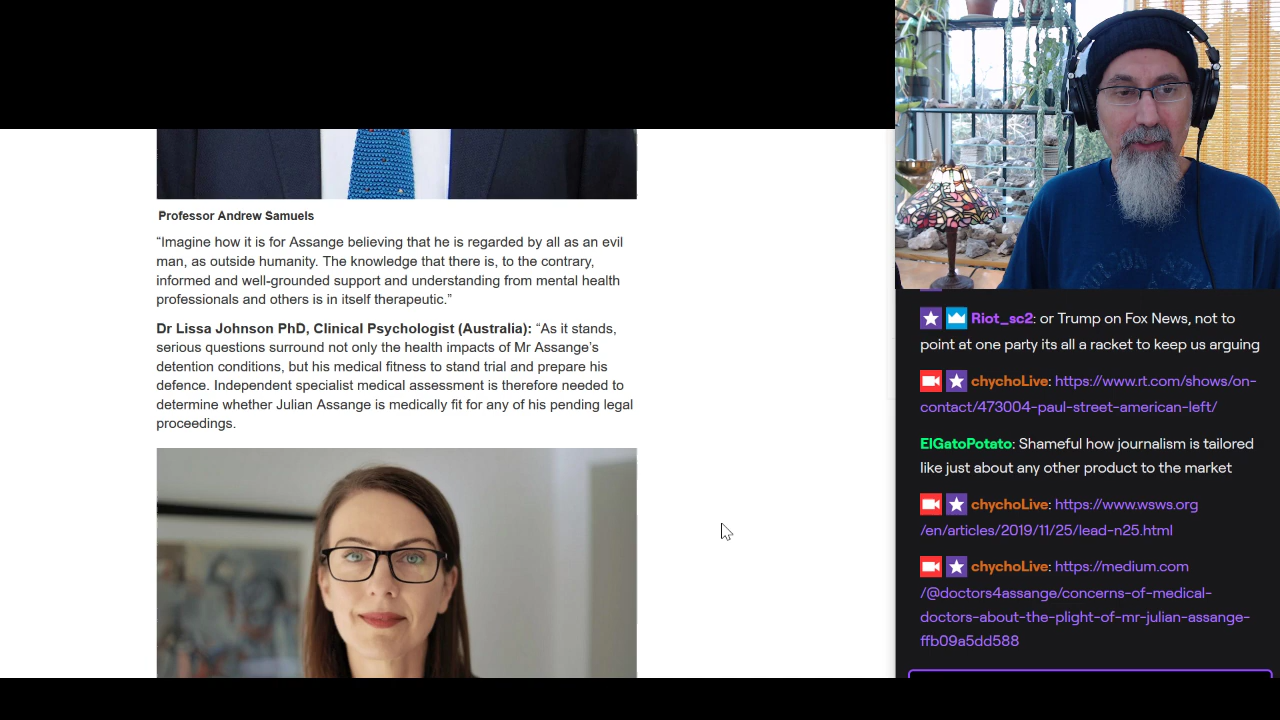 Professor Andrew Samuels
“Imagine how it is for Assange believing that he is regarded by all as an evil
man, as outside humanity. The knowledge that there is, to the contrary,
informed and well-grounded support and understanding from mental health
professionals and others is in itself therapeutic.”
Dr Lissa Johnson PhD, Clinical Psychologist (Australia): “As it stands,
serious questions surround not only the health impacts of Mr Assange’s
detention conditions, but his medical fitness to stand trial and prepare his
defence. Independent specialist medical assessment is therefore needed to
determine whether Julian Assange is medically fit for any of his pending legal
proceedings.
Riot_sc2: or Trump on Fox News, not to
point at one party its all a racket to keep us arguing
chychoLive: https://www.rt.com/shows/on-
contact/473004-paul-street-american-left/
ElGatoPotato: Shameful how journalism is tailored
like just about any other product to the market
chychoLive: https://www.wsws.org
/en/articles/2019/11/25/lead-n25.html
chychoLive: https://medium.com
/@doctors4assange/concerns-of-medical-
doctors-about-the-plight-of-mr-julian-assange-
ffb09a5dd588